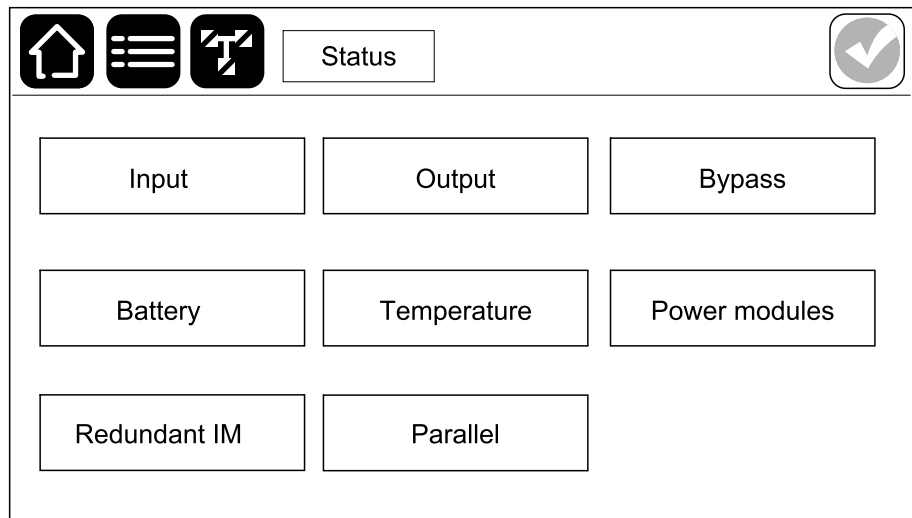 Status
Input
Output
Bypass
Battery
Temperature
Power modules
Redundant IM
Parallel